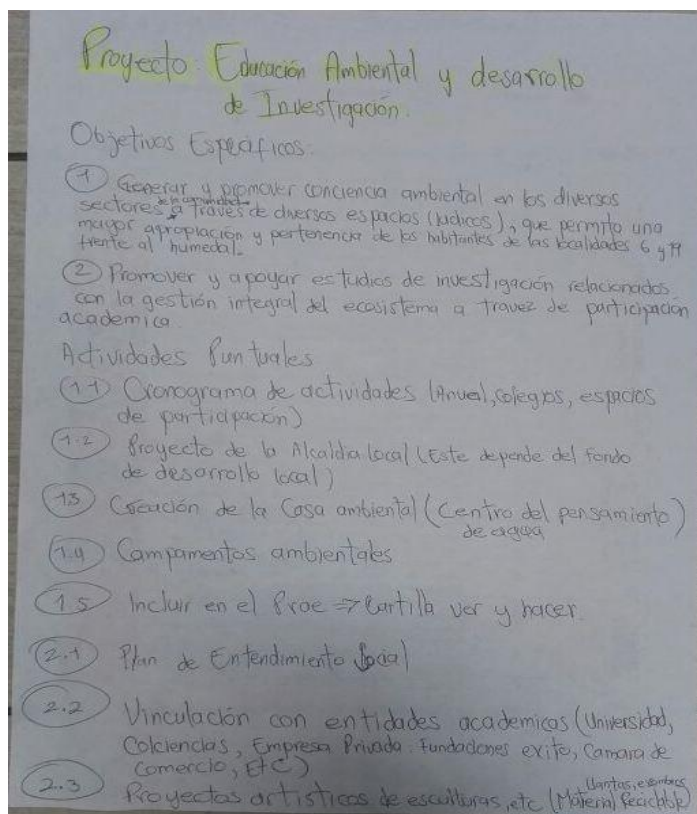 Proyecto: Educación Ambiental y desarrollo
de Investigación.
Objetivos Especificos:
1 Generar y promover conciencia ambiental en los diversos
sectores de la comunidad a través de diversos espacios (ludicos), que permita una
mayor apropiación y pertenencia de los habitantes de las localidades 6 y 19
frente al humedal.
2 Promover y apoyar estudios de investigación relacionados
con la gestión integral del ecosistema a travez de participación
academica.
Actividades Puntuales
1.1 Cronograma de actividades (Anual, colegios, espacios
de participación)
1.2 Proyecto de la Alcaldia local (Este depende del fondo
de desarrollo local)
1.3 Creación de la Casa ambiental (Centro del pensamiento)
de agua
1.4 Campamentos ambientales
1.5 Incluir en el Prae => Cartilla ver y hacer.
2.1 Plan de Entendimiento Social
2.2 Vinculación con entidades academicas (Universidad,
Colciencias, Empresa Privada: Fundaciones exito, Camara de
Comercio, Etc)
2.3 Proyectos artisticos de esculturas, etc (Material Reciclable)
llantas, escombros